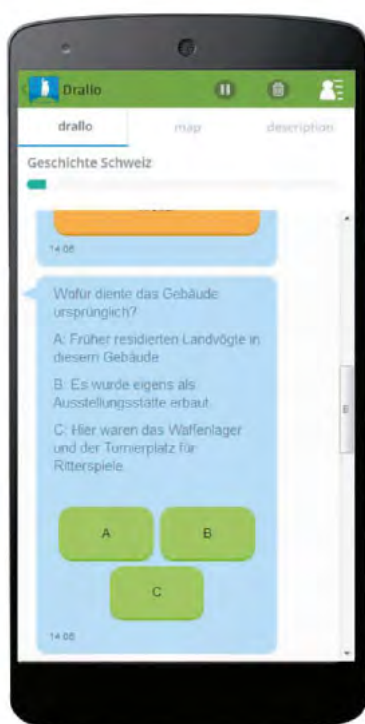 Drallo
drallo map description
Geschichte Schweiz
14:08
Wofür diente das Gebäude
ursprünglich?
A: Früher residierten Landvögte in
diesem Gebäude
B: Es wurde eigens als
Ausstellungsstätte erbaut.
C: Hier waren das Waffenlager
und der Turnierplatz für
Ritterspiele.
A B
C
14:08